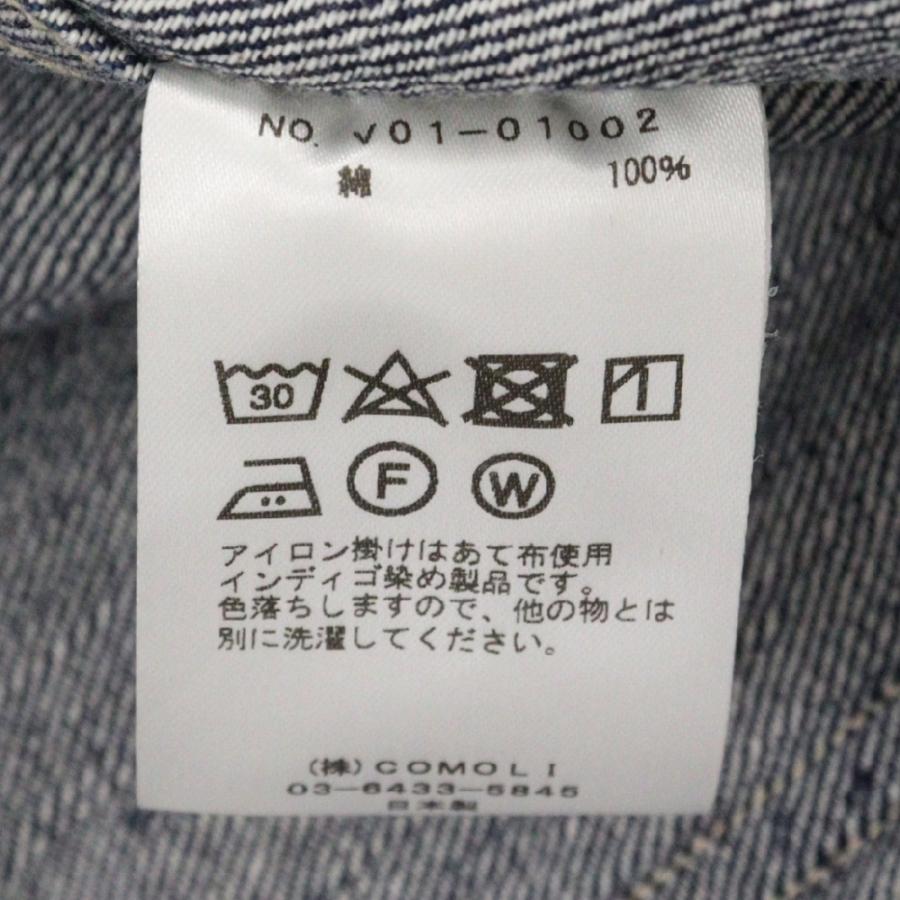 NO. V01-01002
綿 100%
30
F W
アイロン掛けはあて布使用
インディゴ染め製品です。
色落ちしますので、他の物とは
別に洗濯してください。
(株)COMOLI
03-6433-5845
日本製